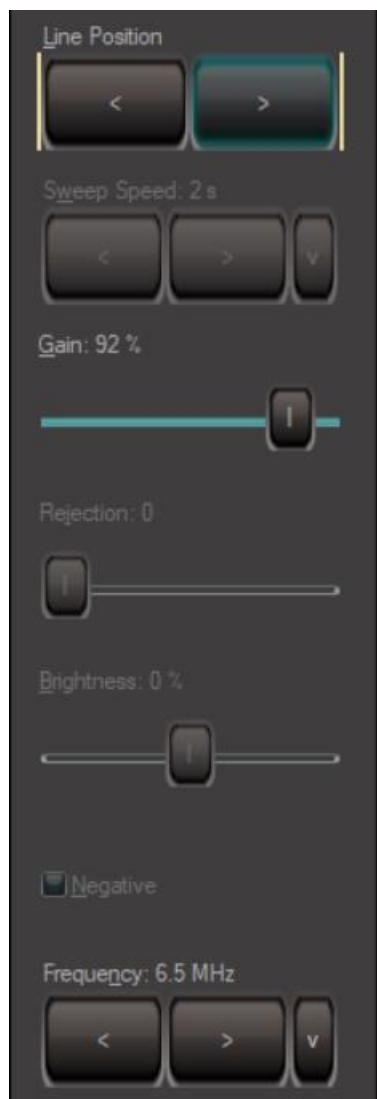 Line Position
< >
Sweep Speed: 2 s
< > v
Gain: 92 %
Rejection: 0
Brightness: 0 %
Negative
Frequency: 6.5 MHz
< > v